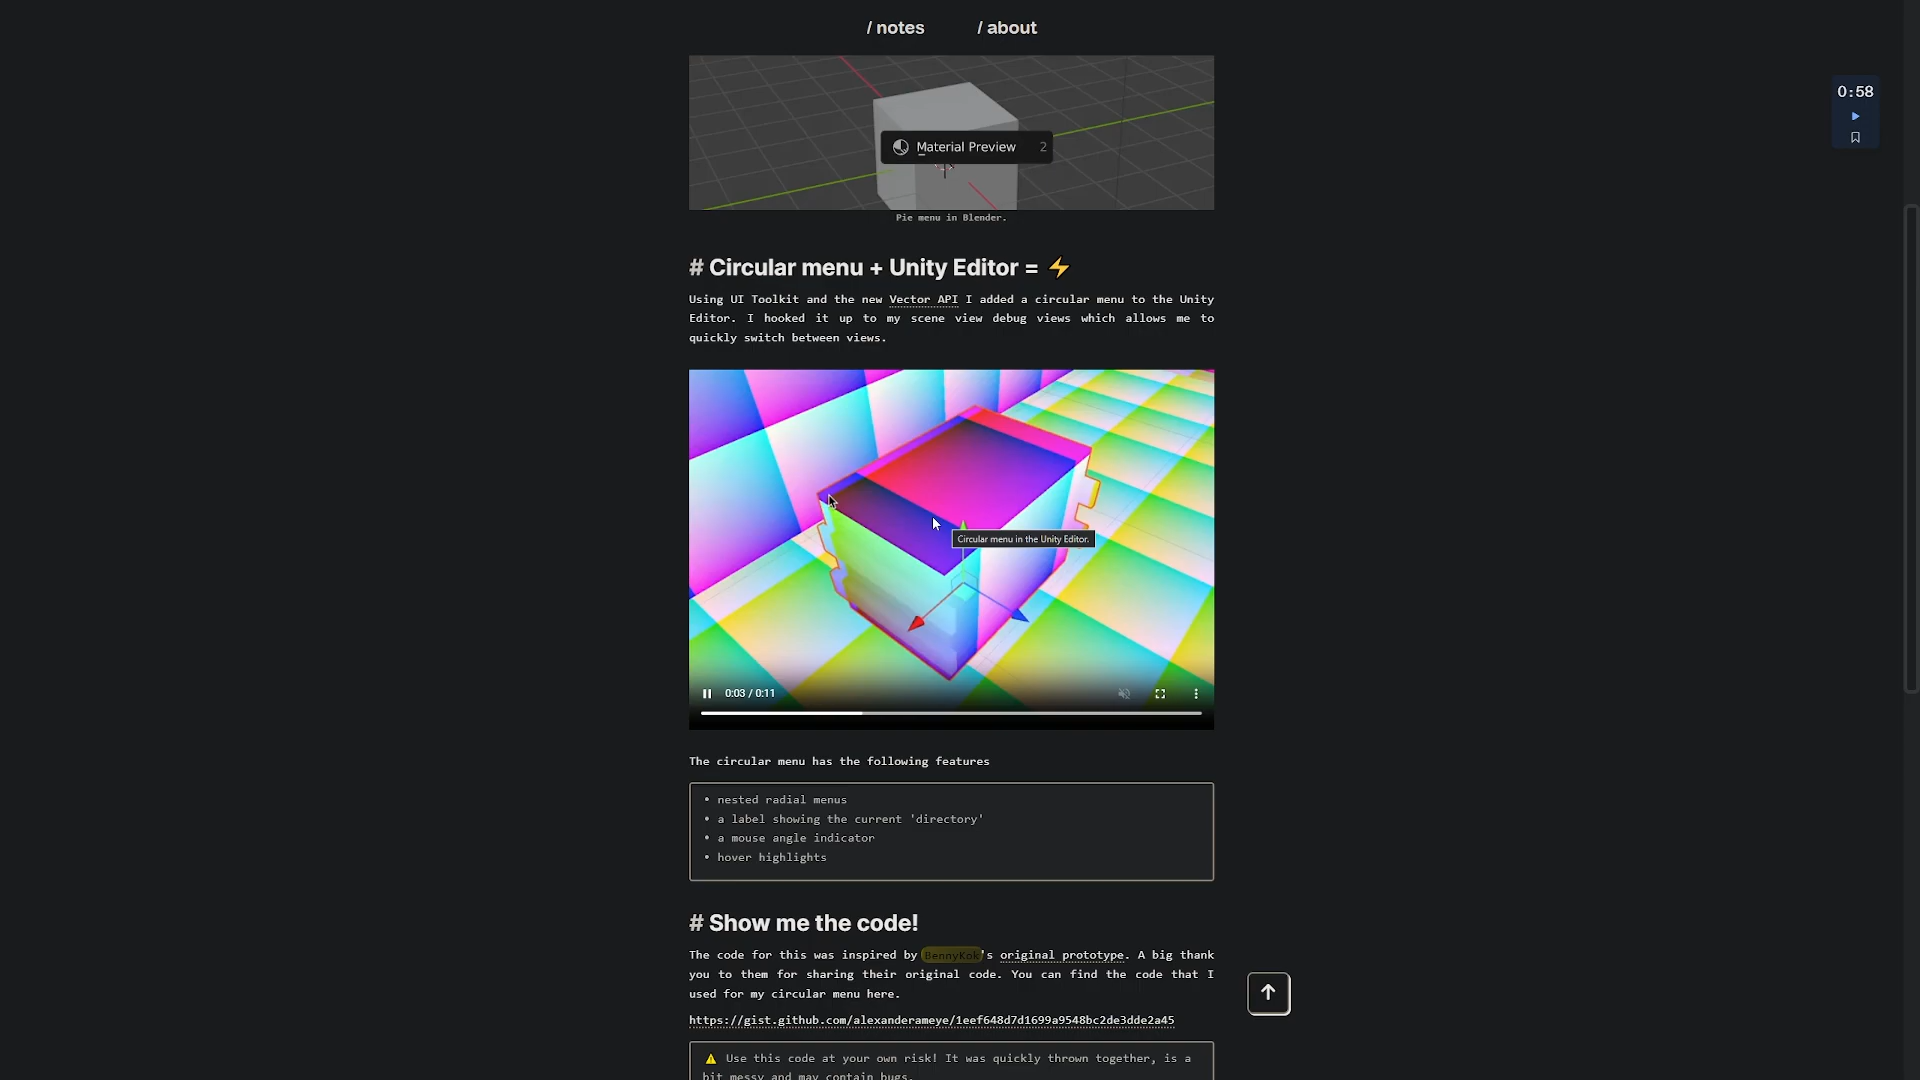 / notes / about
0:58
Material Preview 2
Pie menu in Blender.
# Circular menu + Unity Editor = ⚡
Using UI Toolkit and the new Vector API I added a circular menu to the Unity
Editor. I hooked it up to my scene view debug views which allows me to
quickly switch between views.
Circular menu in the Unity Editor.
0:03 / 0:11
The circular menu has the following features
• nested radial menus
• a label showing the current 'directory'
• a mouse angle indicator
• hover highlights
# Show me the code!
The code for this was inspired by BennyKok's original prototype. A big thank
you to them for sharing their original code. You can find the code that I
used for my circular menu here.
https://gist.github.com/alexanderameye/1eef648d7d1699a9548bc2de3dde2a45
⚠️ Use this code at your own risk! It was quickly thrown together, is a
bit messy and may contain bugs.